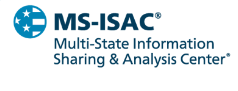 MS-ISAC®
Multi-State Information
Sharing & Analysis Center®